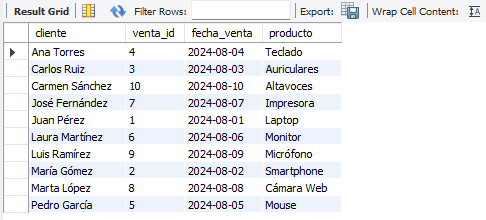 Result Grid Filter Rows: Export: Wrap Cell Content:
cliente venta_id fecha_venta producto
Ana Torres 4 2024-08-04 Teclado
Carlos Ruiz 3 2024-08-03 Auriculares
Carmen Sánchez 10 2024-08-10 Altavoces
José Fernández 7 2024-08-07 Impresora
Juan Pérez 1 2024-08-01 Laptop
Laura Martínez 6 2024-08-06 Monitor
Luis Ramírez 9 2024-08-09 Micrófono
María Gómez 2 2024-08-02 Smartphone
Marta López 8 2024-08-08 Cámara Web
Pedro García 5 2024-08-05 Mouse